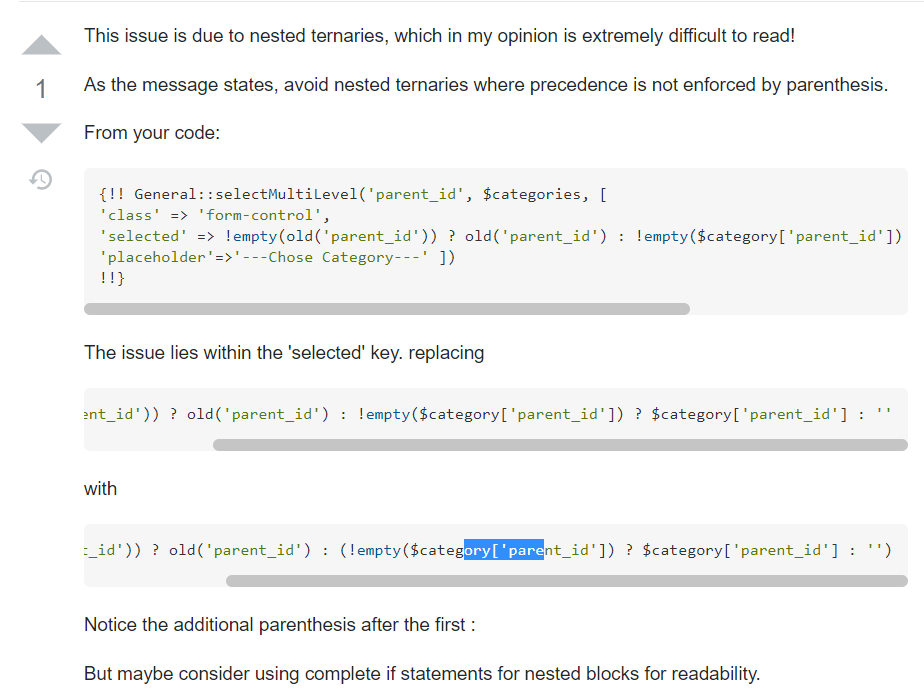 This issue is due to nested ternaries, which in my opinion is extremely difficult to read!
1
As the message states, avoid nested ternaries where precedence is not enforced by parenthesis.
From your code:
{!! General::selectMultiLevel('parent_id', $categories, [
'class' => 'form-control',
'selected' => !empty(old('parent_id')) ? old('parent_id') : !empty($category['parent_id'])
'placeholder'=>'---Chose Category---' ])
!!}
The issue lies within the 'selected' key. replacing
ent_id')) ? old('parent_id') : !empty($category['parent_id']) ? $category['parent_id'] : ''
with
t_id')) ? old('parent_id') : (!empty($category['parent_id']) ? $category['parent_id'] : '')
Notice the additional parenthesis after the first :
But maybe consider using complete if statements for nested blocks for readability.